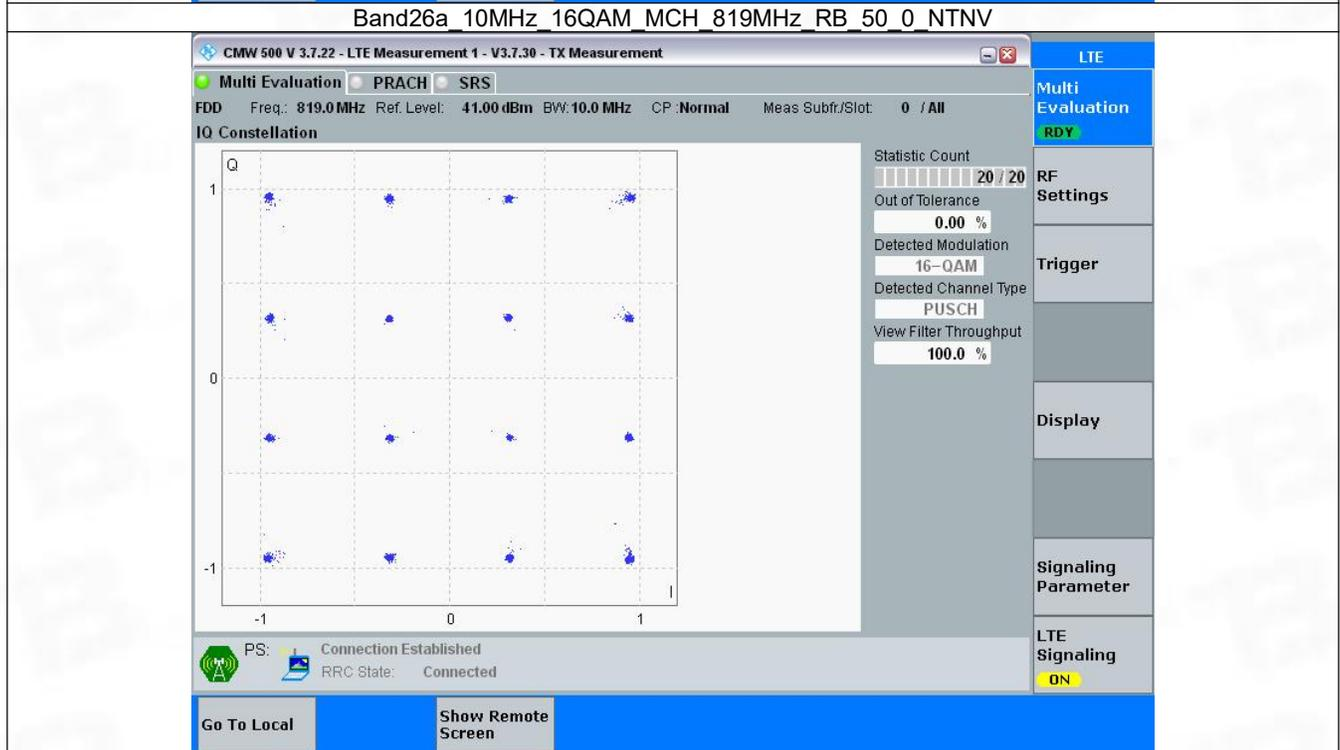 Band26a_10MHz_16QAM_MCH_819MHz_RB_50_0_NTNV
CMW 500 V 3.7.22 - LTE Measurement 1 - V3.7.30 - TX Measurement
LTE
Multi Evaluation PRACH SRS
Multi
Evaluation
RDY
FDD Freq.: 819.0 MHz Ref. Level: 41.00 dBm BW: 10.0 MHz CP :Normal Meas Subfr./Slot: 0 / All
IQ Constellation
Q
1
0
-1
I
-1 0 1
Statistic Count
20 / 20
Out of Tolerance
0.00 %
Detected Modulation
16-QAM
Detected Channel Type
PUSCH
View Filter Throughput
100.0 %
RF
Settings
Trigger
Display
Signaling
Parameter
LTE
Signaling
ON
PS: Connection Established
RRC State: Connected
Go To Local
Show Remote
Screen